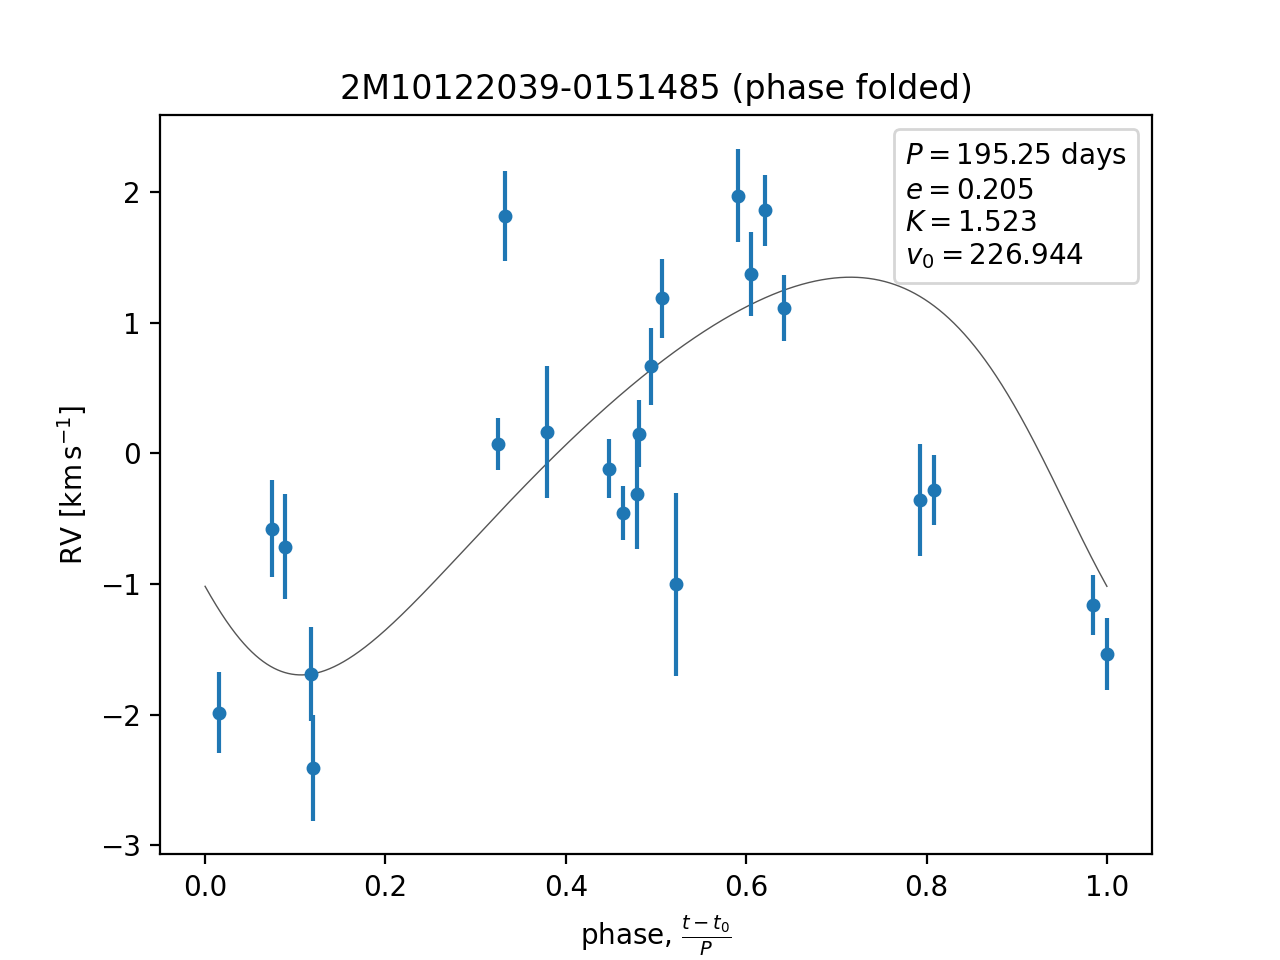 2M10122039-0151485 (phase folded)
P = 195.25 days
e = 0.205
K = 1.523
v₀ = 226.944
RV [km s⁻¹]
2
1
0
−1
−2
−3
0.0 0.2 0.4 0.6 0.8 1.0
phase, (t − t₀)/P